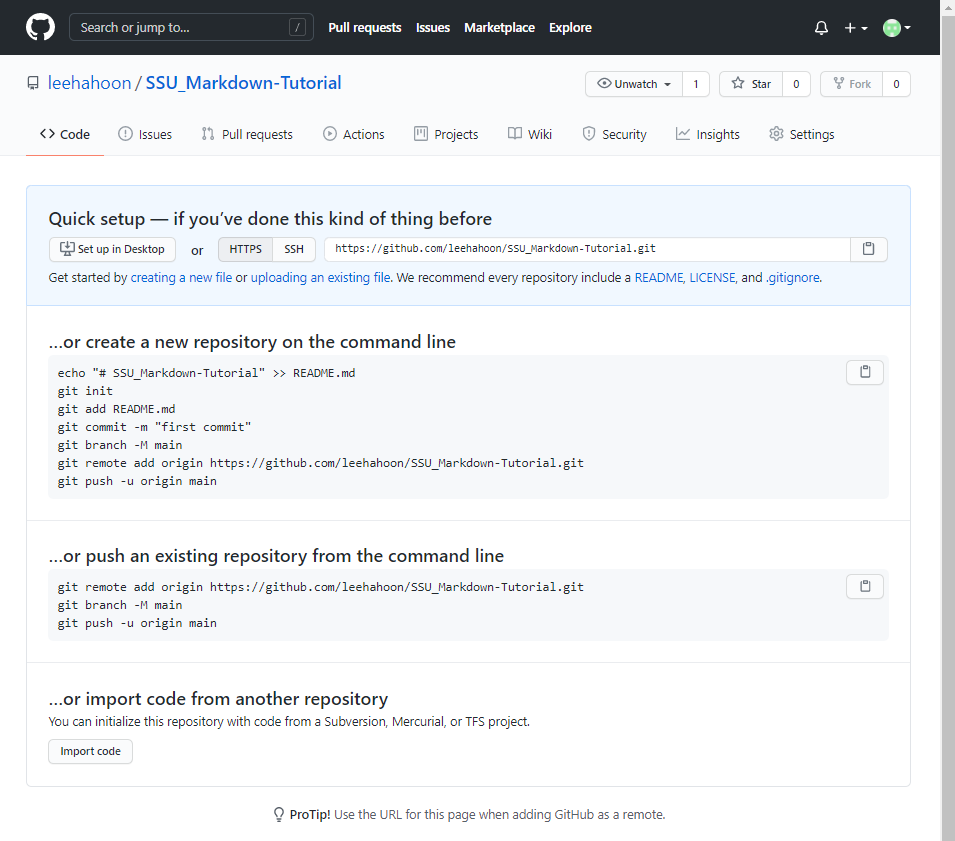 Search or jump to... /
Pull requests Issues Marketplace Explore
leehahoon / SSU_Markdown-Tutorial
Unwatch 1 Star 0 Fork 0
Code Issues Pull requests Actions Projects Wiki Security Insights Settings
Quick setup — if you’ve done this kind of thing before
Set up in Desktop or HTTPS SSH https://github.com/leehahoon/SSU_Markdown-Tutorial.git
Get started by creating a new file or uploading an existing file. We recommend every repository include a README, LICENSE, and .gitignore.
…or create a new repository on the command line
echo "# SSU_Markdown-Tutorial" >> README.md
git init
git add README.md
git commit -m "first commit"
git branch -M main
git remote add origin https://github.com/leehahoon/SSU_Markdown-Tutorial.git
git push -u origin main
…or push an existing repository from the command line
git remote add origin https://github.com/leehahoon/SSU_Markdown-Tutorial.git
git branch -M main
git push -u origin main
…or import code from another repository
You can initialize this repository with code from a Subversion, Mercurial, or TFS project.
Import code
ProTip! Use the URL for this page when adding GitHub as a remote.